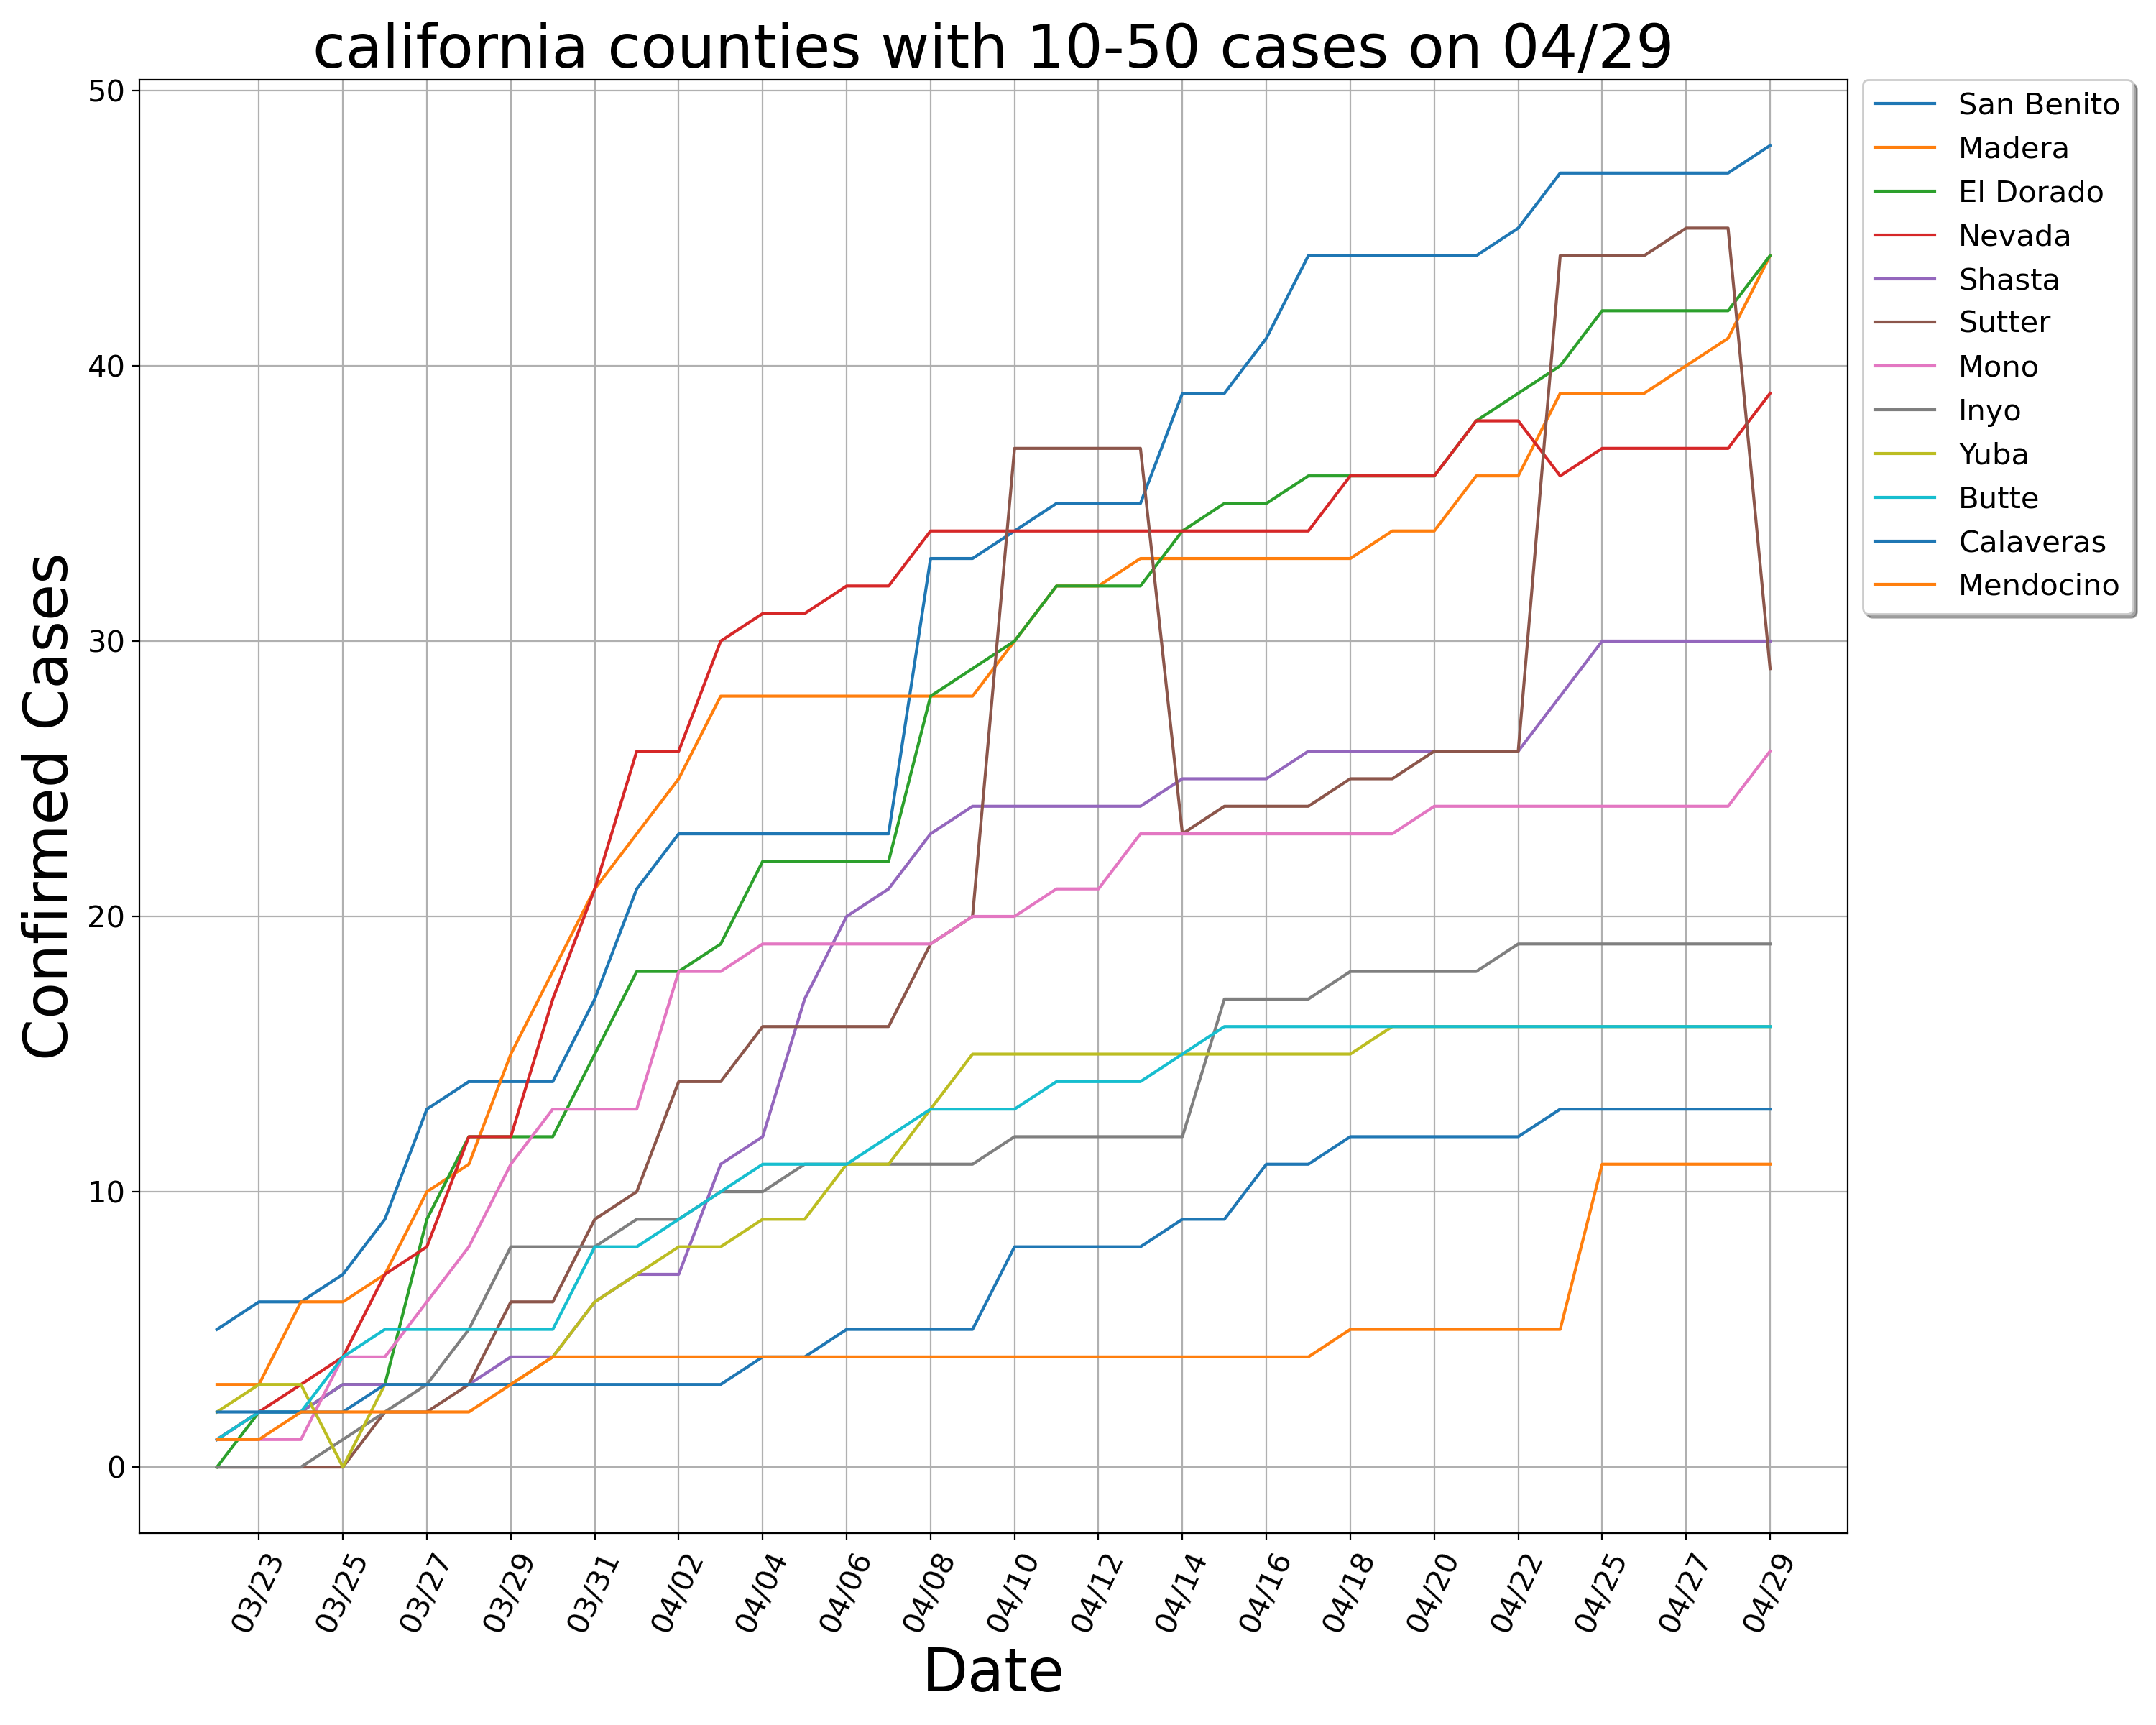 california counties with 10-50 cases on 04/29
50
40
30
20
10
0
Confirmed Cases
03/23
03/25
03/27
03/29
03/31
04/02
04/04
04/06
04/08
04/10
04/12
04/14
04/16
04/18
04/20
04/22
04/25
04/27
04/29
Date
San Benito
Madera
El Dorado
Nevada
Shasta
Sutter
Mono
Inyo
Yuba
Butte
Calaveras
Mendocino